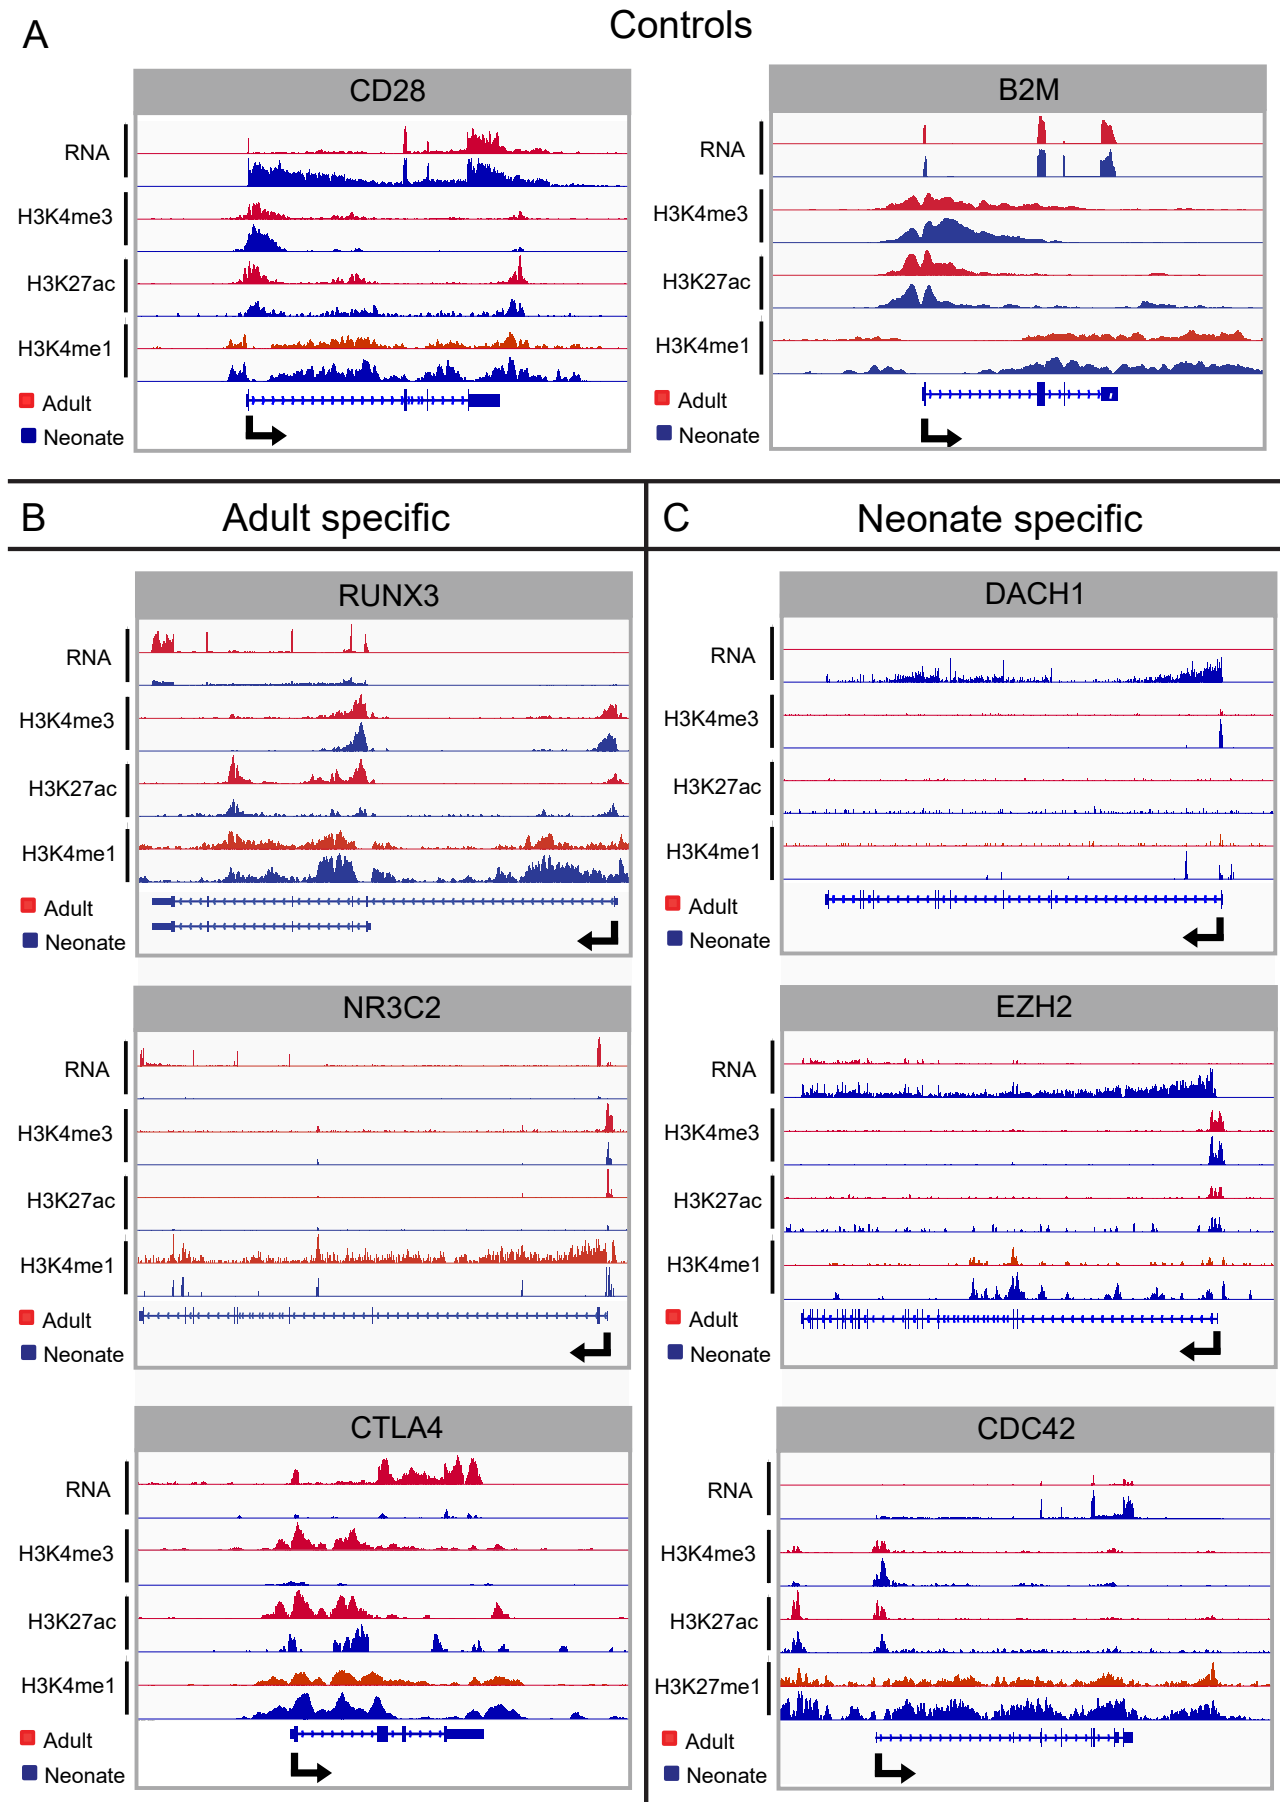 A
Controls
CD28
RNA
H3K4me3
H3K27ac
H3K4me1
Adult
Neonate
B2M
RNA
H3K4me3
H3K27ac
H3K4me1
Adult
Neonate
B
Adult specific
RUNX3
RNA
H3K4me3
H3K27ac
H3K4me1
Adult
Neonate
NR3C2
RNA
H3K4me3
H3K27ac
H3K4me1
Adult
Neonate
CTLA4
RNA
H3K4me3
H3K27ac
H3K4me1
Adult
Neonate
C
Neonate specific
DACH1
RNA
H3K4me3
H3K27ac
H3K4me1
Adult
Neonate
EZH2
RNA
H3K4me3
H3K27ac
H3K4me1
Adult
Neonate
CDC42
RNA
H3K4me3
H3K27ac
H3K27me1
Adult
Neonate